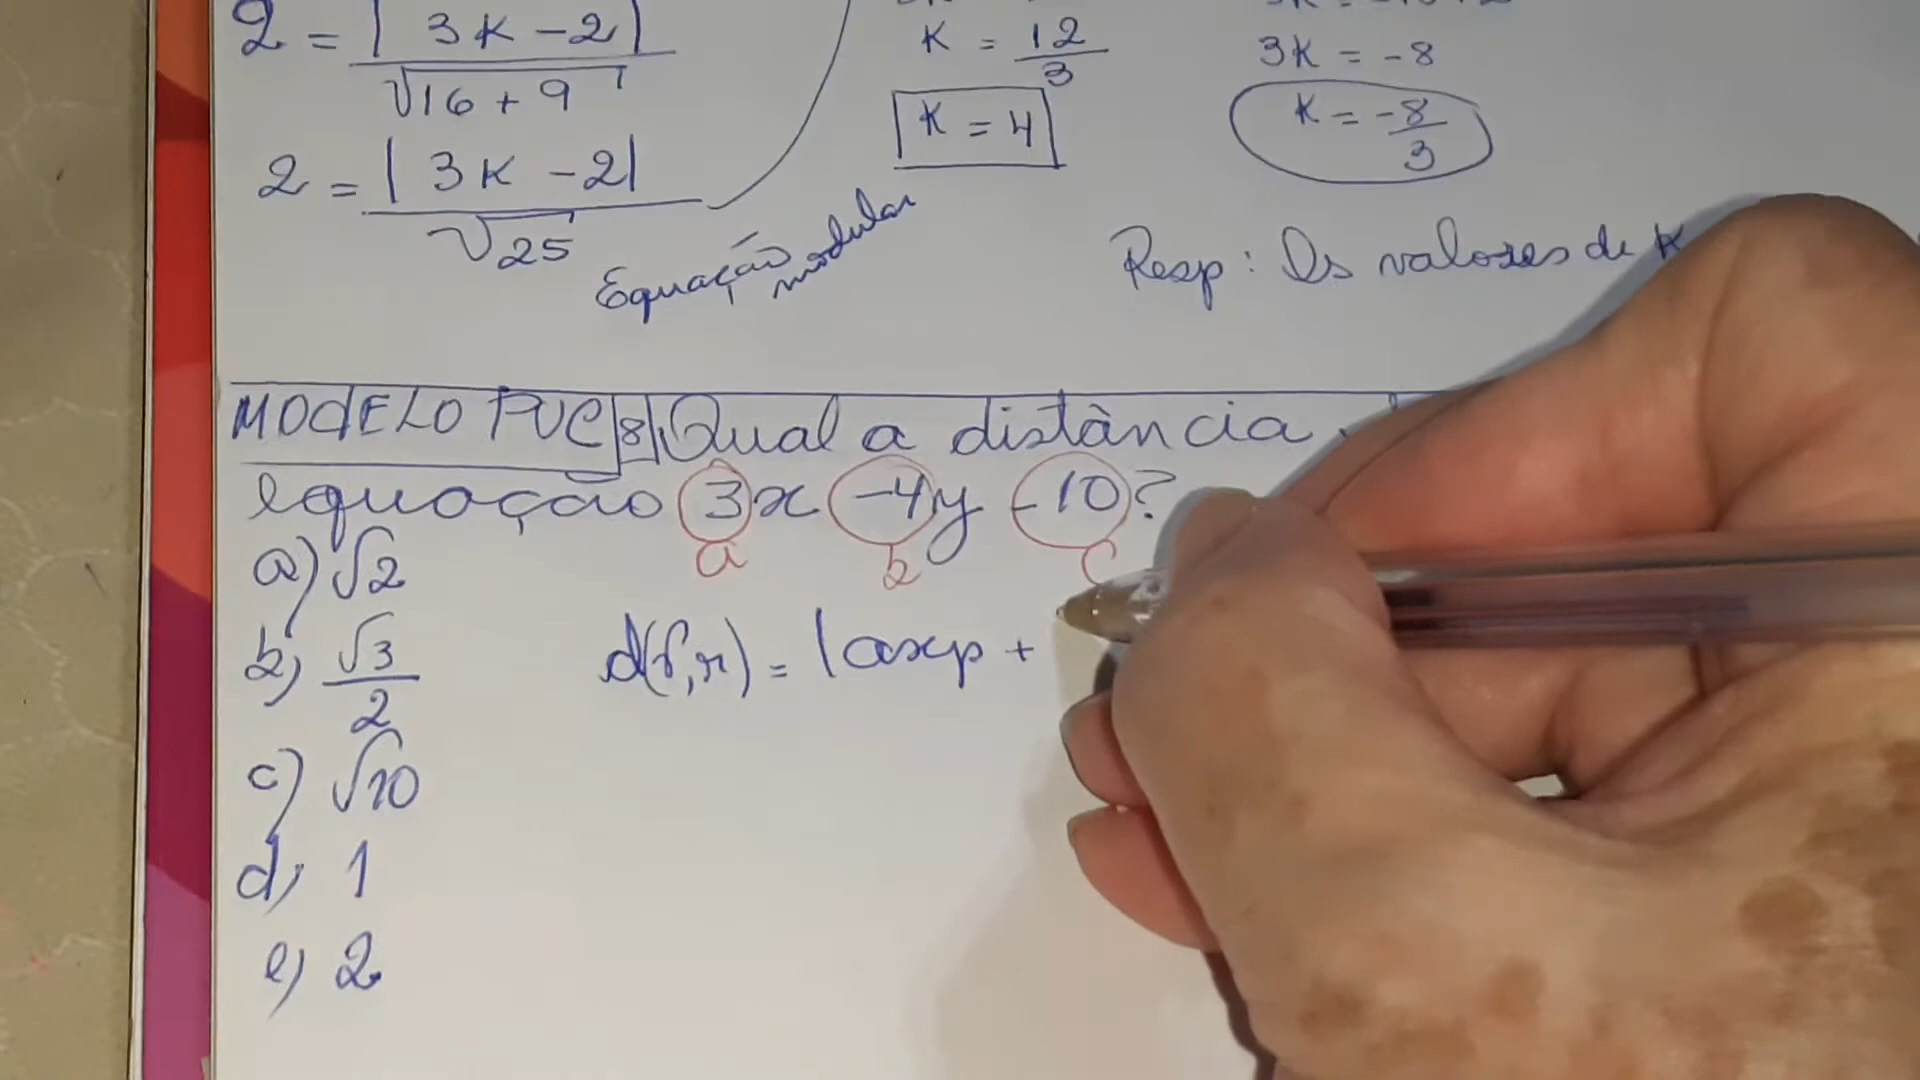 2 = | 3K - 2|
√16 + 9
2 = | 3K - 2|
√25
Equação modular
K = 12
3
K = 4
3K = -8
K = -8
3
Resp: Os valores de K
MODELO PUC 8) Qual a distância
equação 3x - 4y - 10?
a b c
a) √2
b) √3
2
c) √10
d) 1
e) 2
d(P,r) = |axp +